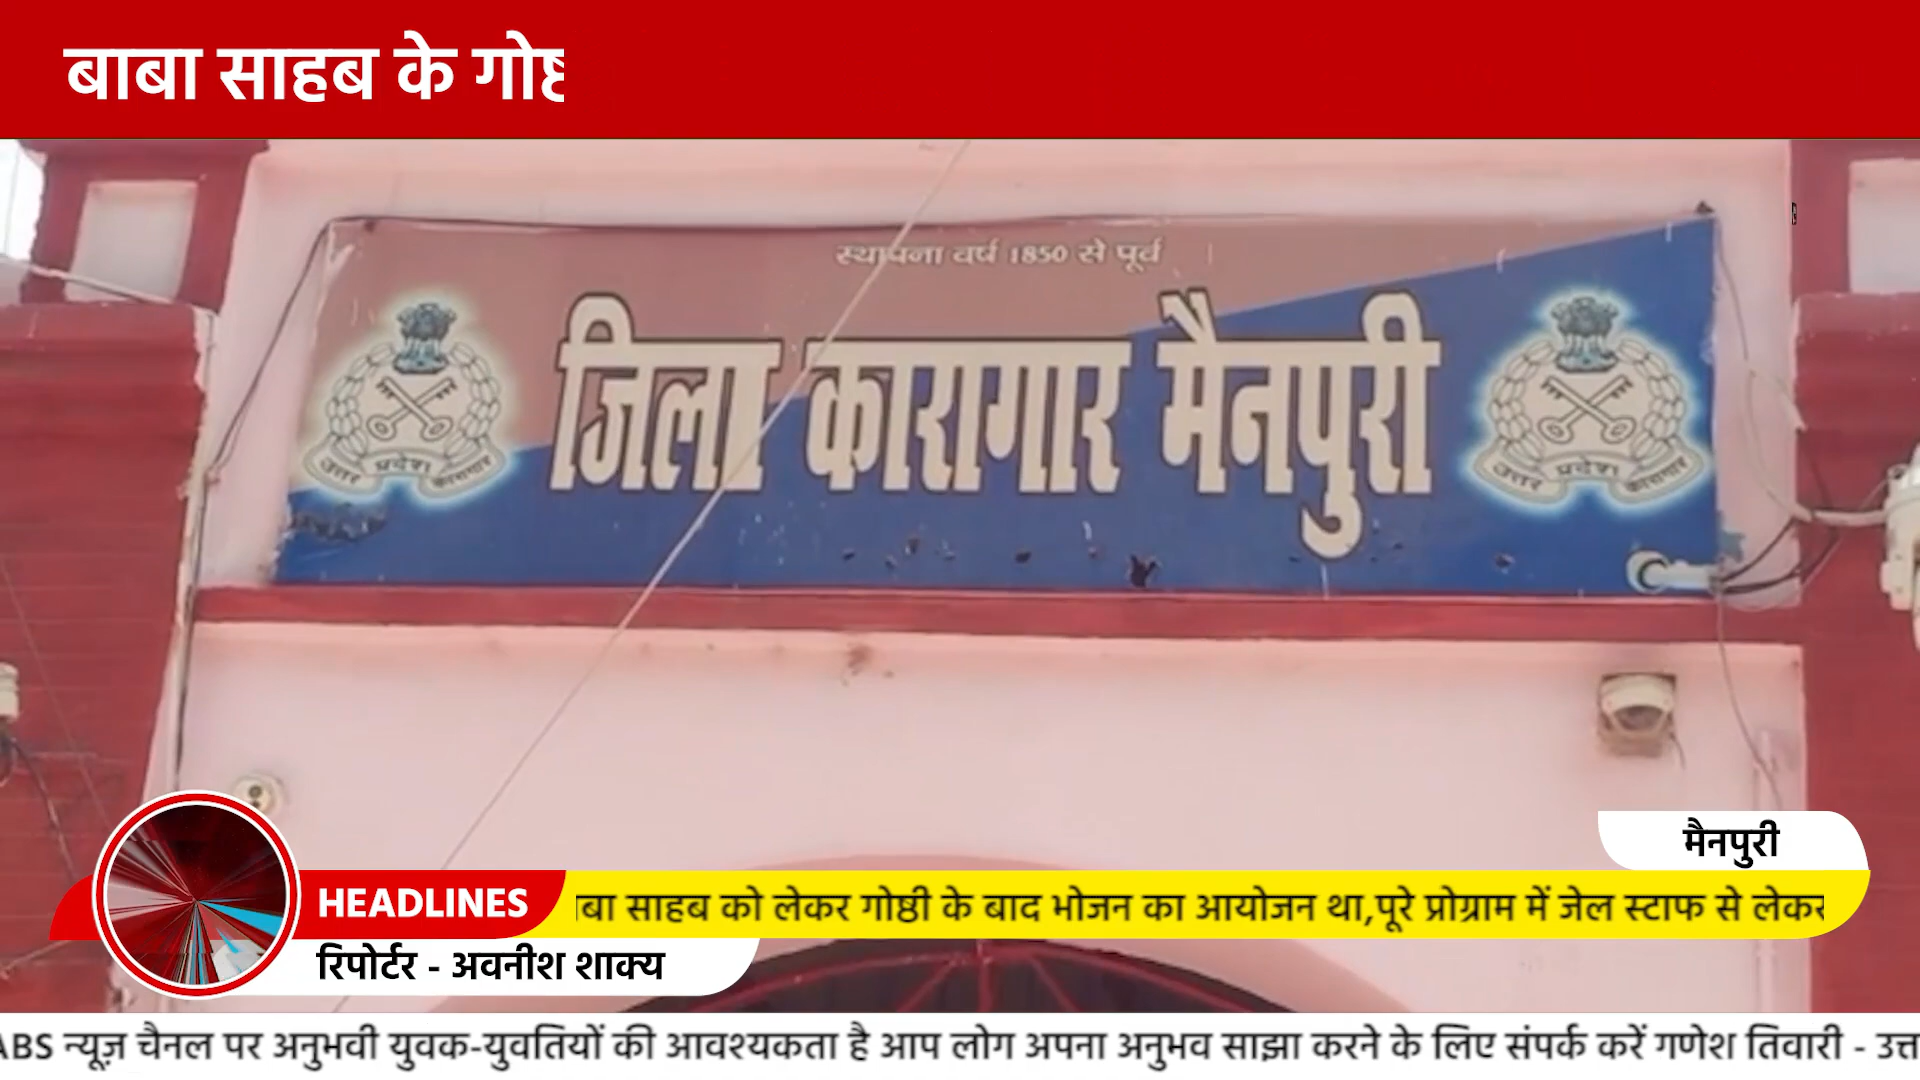 बाबा साहब के
स्थापना वर्ष 1850 से पूर्व
जिला कारागार मैनपुरी
उत्तर प्रदेश कारागार
उत्तर प्रदेश कारागार
मैनपुरी
HEADLINES
साहब को लेकर गोष्ठी के बाद भोजन का आयोजन था,पूरे प्रोग्राम में जेल स्टाफ से लेकर
रिपोर्टर - अवनीश शाक्य
ABS न्यूज़ चैनल पर अनुभवी युवक-युवतियों की आवश्यकता है आप लोग अपना अनुभव साझा करने के लिए संपर्क करें गणेश तिवारी -